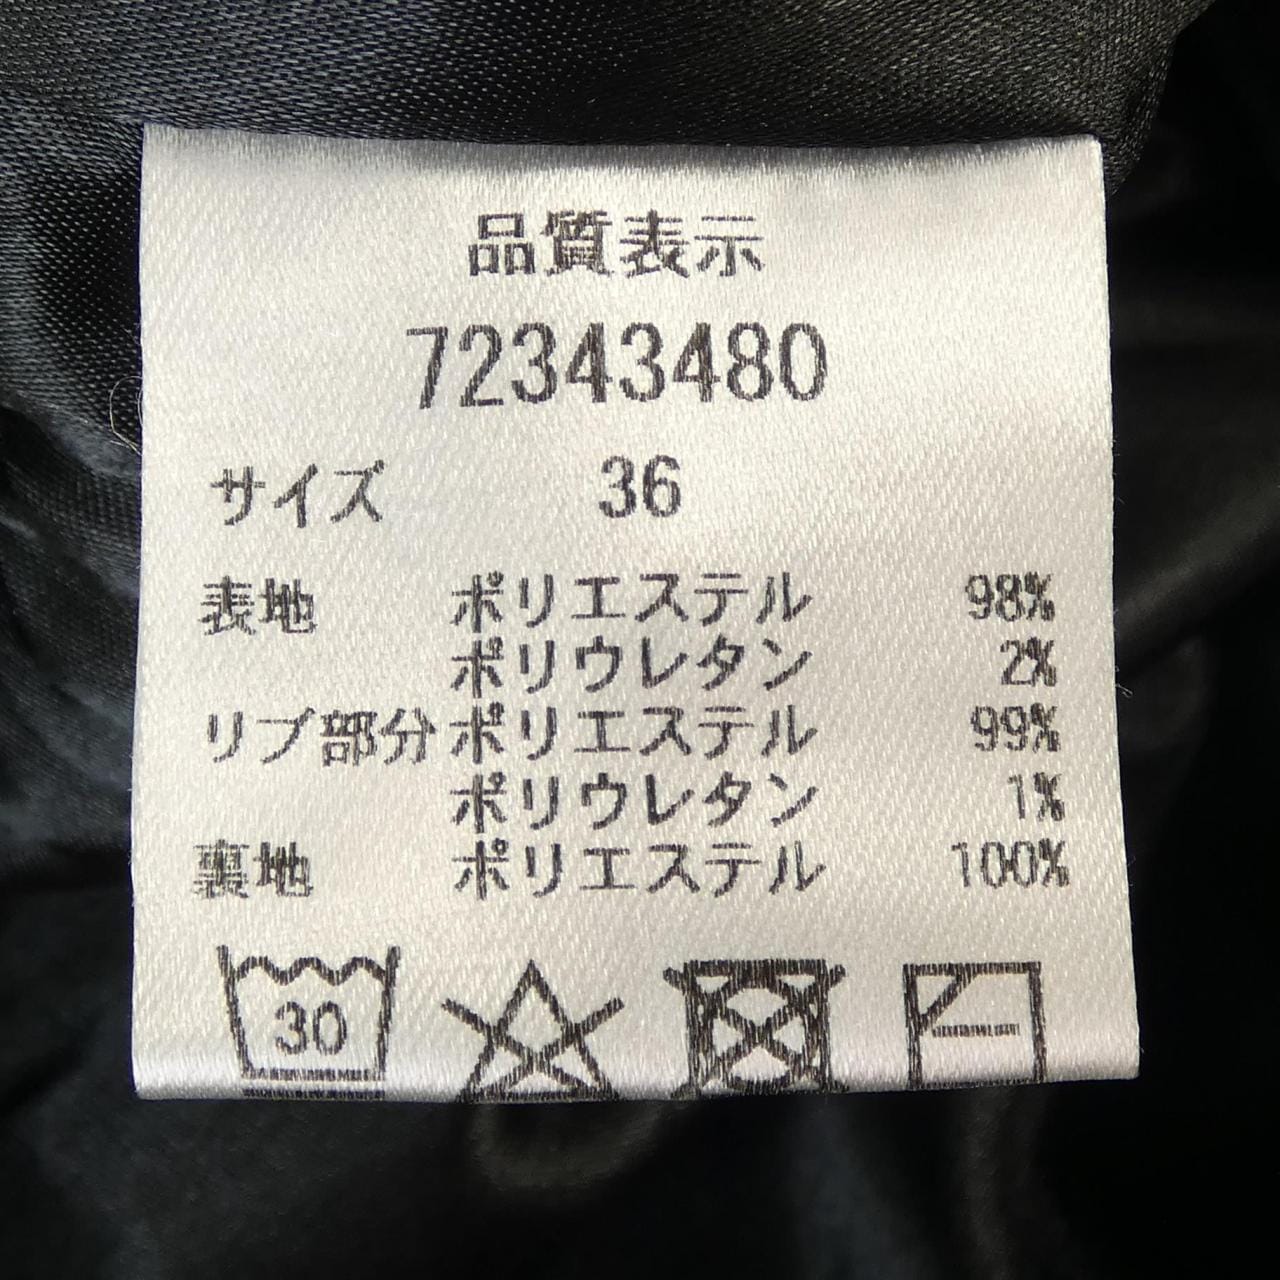 品質表示
72343480
サイズ 36
表地 ポリエステル 98%
ポリウレタン 2%
リブ部分 ポリエステル 99%
ポリウレタン 1%
裏地 ポリエステル 100%
30